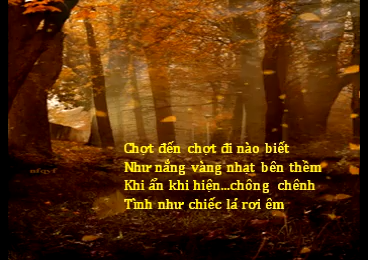 Chợt đến chợt đi nào biết
Như nắng vàng nhạt bên thềm
Khi ẩn khi hiện...chông chênh
Tình như chiếc lá rơi êm